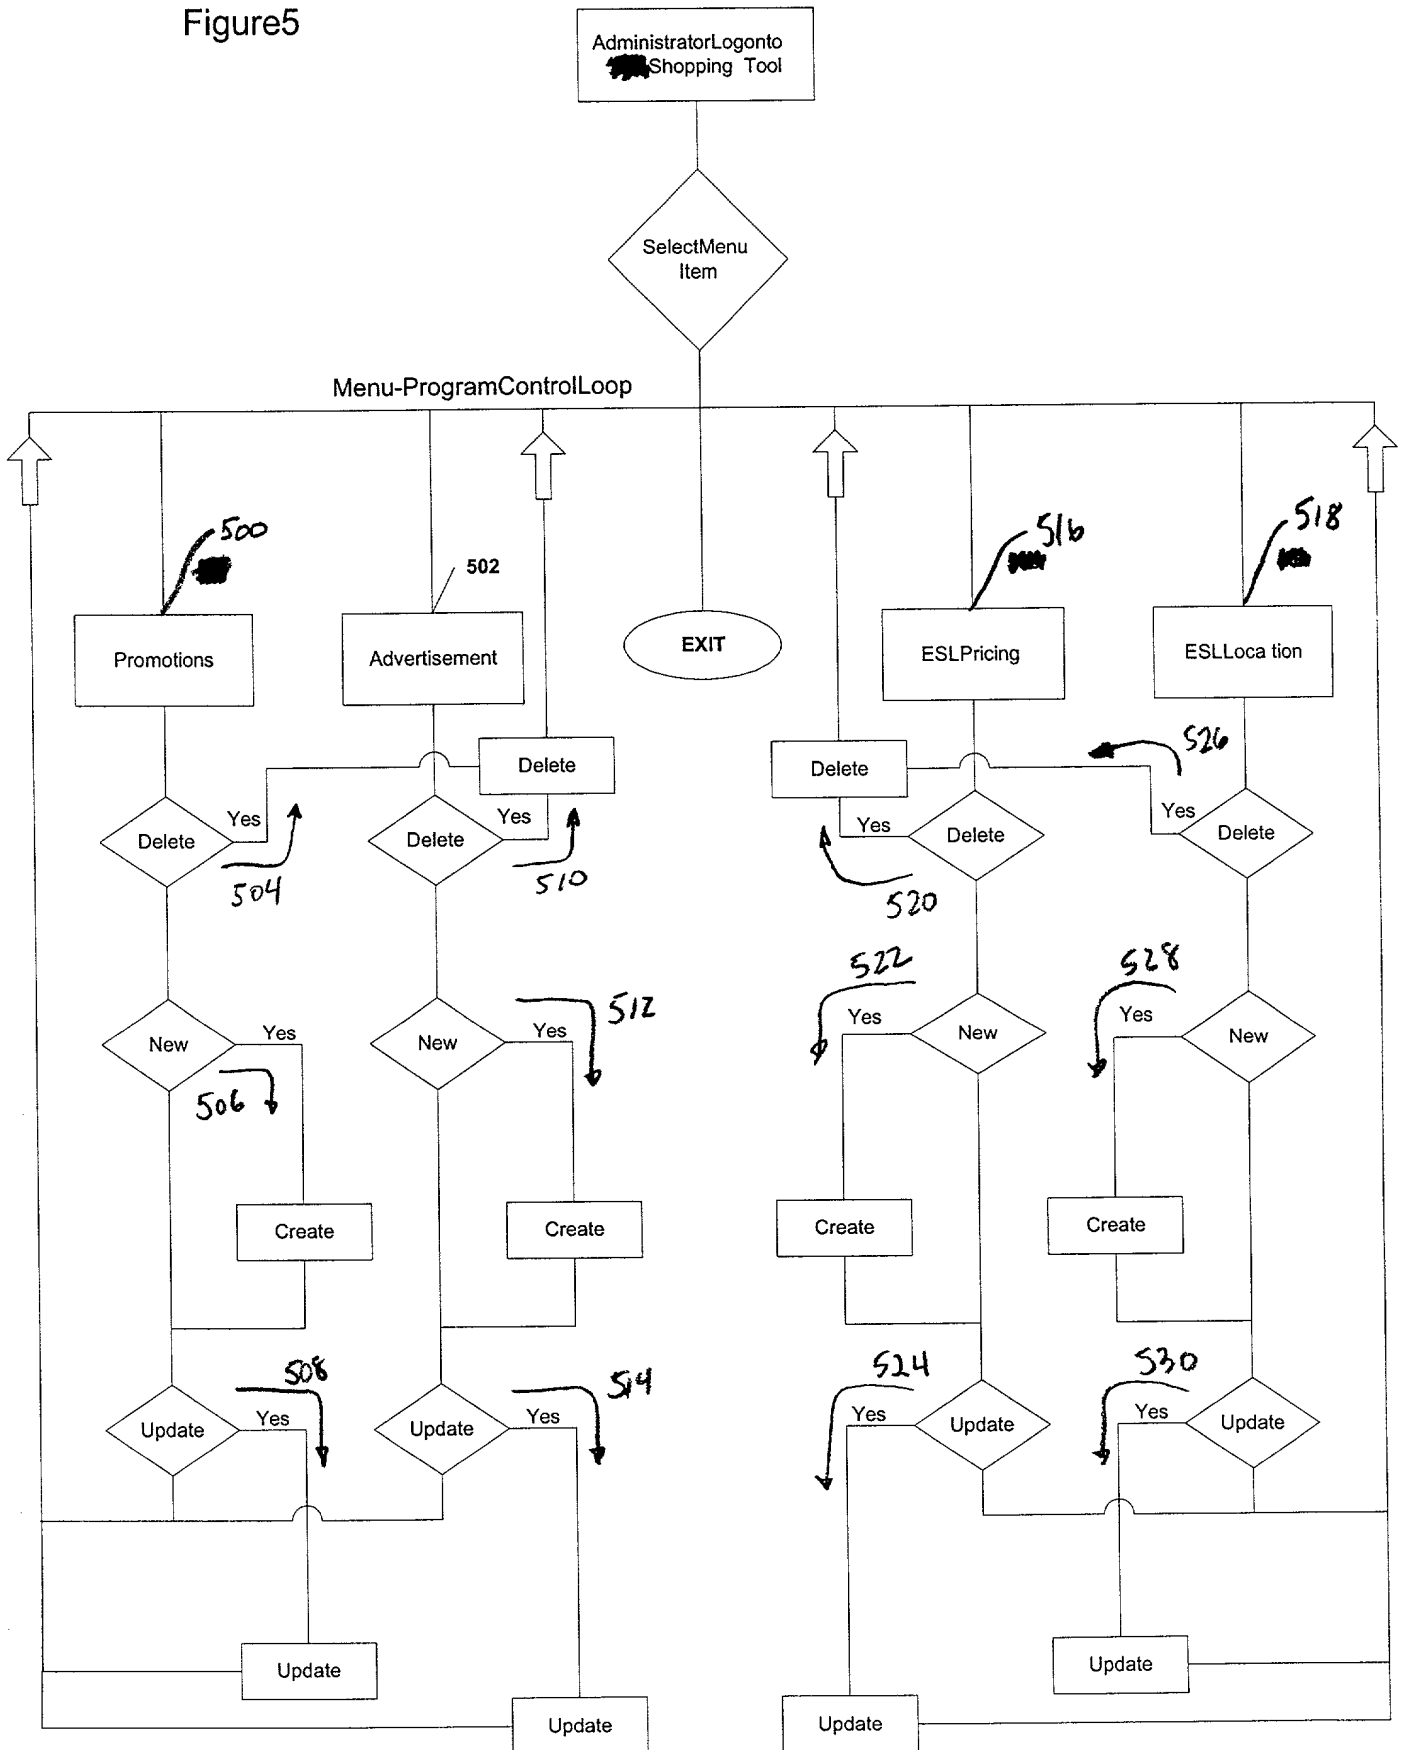 Figure5
AdministratorLogonto
Shopping Tool
SelectMenu
Item
Menu-ProgramControlLoop
500
502
516
518
Promotions
Advertisement
EXIT
ESLPricing
ESLLoca tion
526
Delete
Delete
Yes
Yes
Yes
Yes
Delete
Delete
Delete
Delete
504
510
520
522
528
512
Yes
Yes
Yes
Yes
New
New
New
New
506
Create
Create
Create
Create
508
514
524
530
Yes
Yes
Yes
Yes
Update
Update
Update
Update
Update
Update
Update
Update